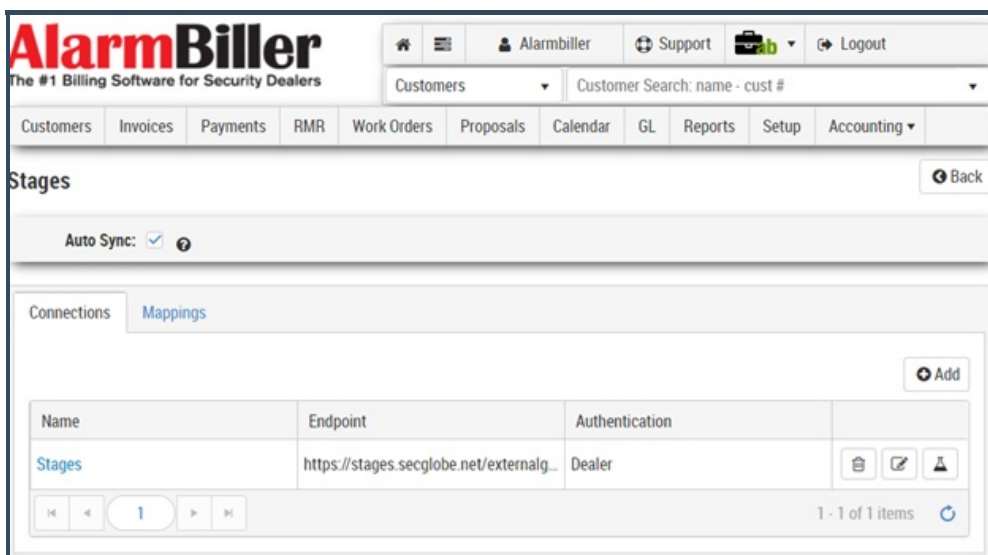 AlarmBiller
The #1 Billing Software for Security Dealers
Alarmbiller Support ab Logout
Customers Customer Search: name - cust #
Customers Invoices Payments RMR Work Orders Proposals Calendar GL Reports Setup Accounting
Stages Back
Auto Sync:
Connections Mappings
Add
Name Endpoint Authentication
Stages https://stages.secglobe.net/externalg... Dealer
1 1 - 1 of 1 items